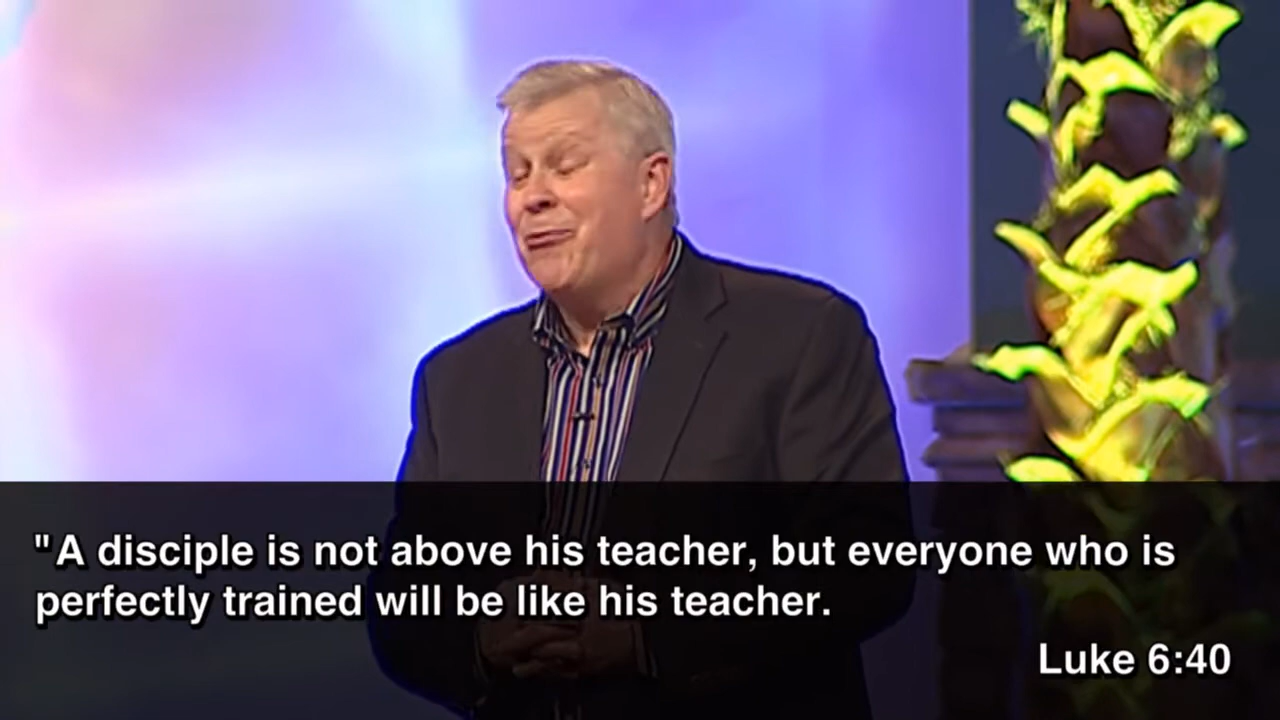 "A disciple is not above his teacher, but everyone who is
perfectly trained will be like his teacher.
Luke 6:40